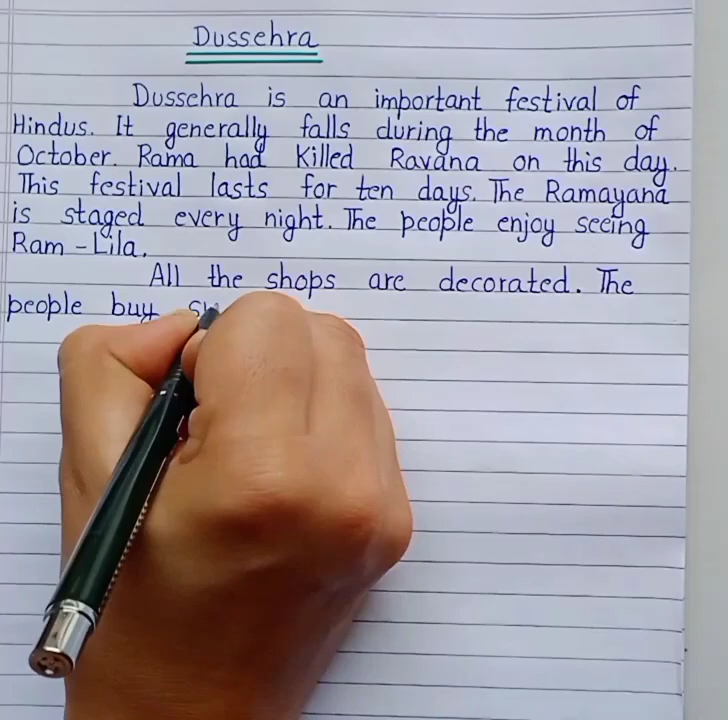 Dussehra
Dussehra is an important festival of
Hindus. It generally falls during the month of
October. Rama had Killed Ravana on this day.
This festival lasts for ten days. The Ramayana
is staged every night. The people enjoy seeing
Ram - Lila.
All the shops are decorated. The
people buy